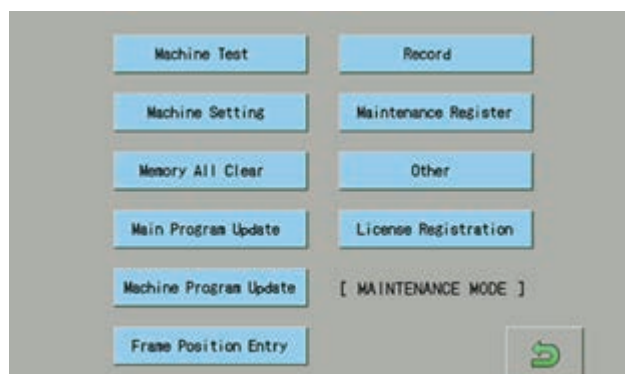 Machine Test
Record
Machine Setting
Maintenance Register
Memory All Clear
Other
Main Program Update
License Registration
Machine Program Update
[ MAINTENANCE MODE ]
Frame Position Entry